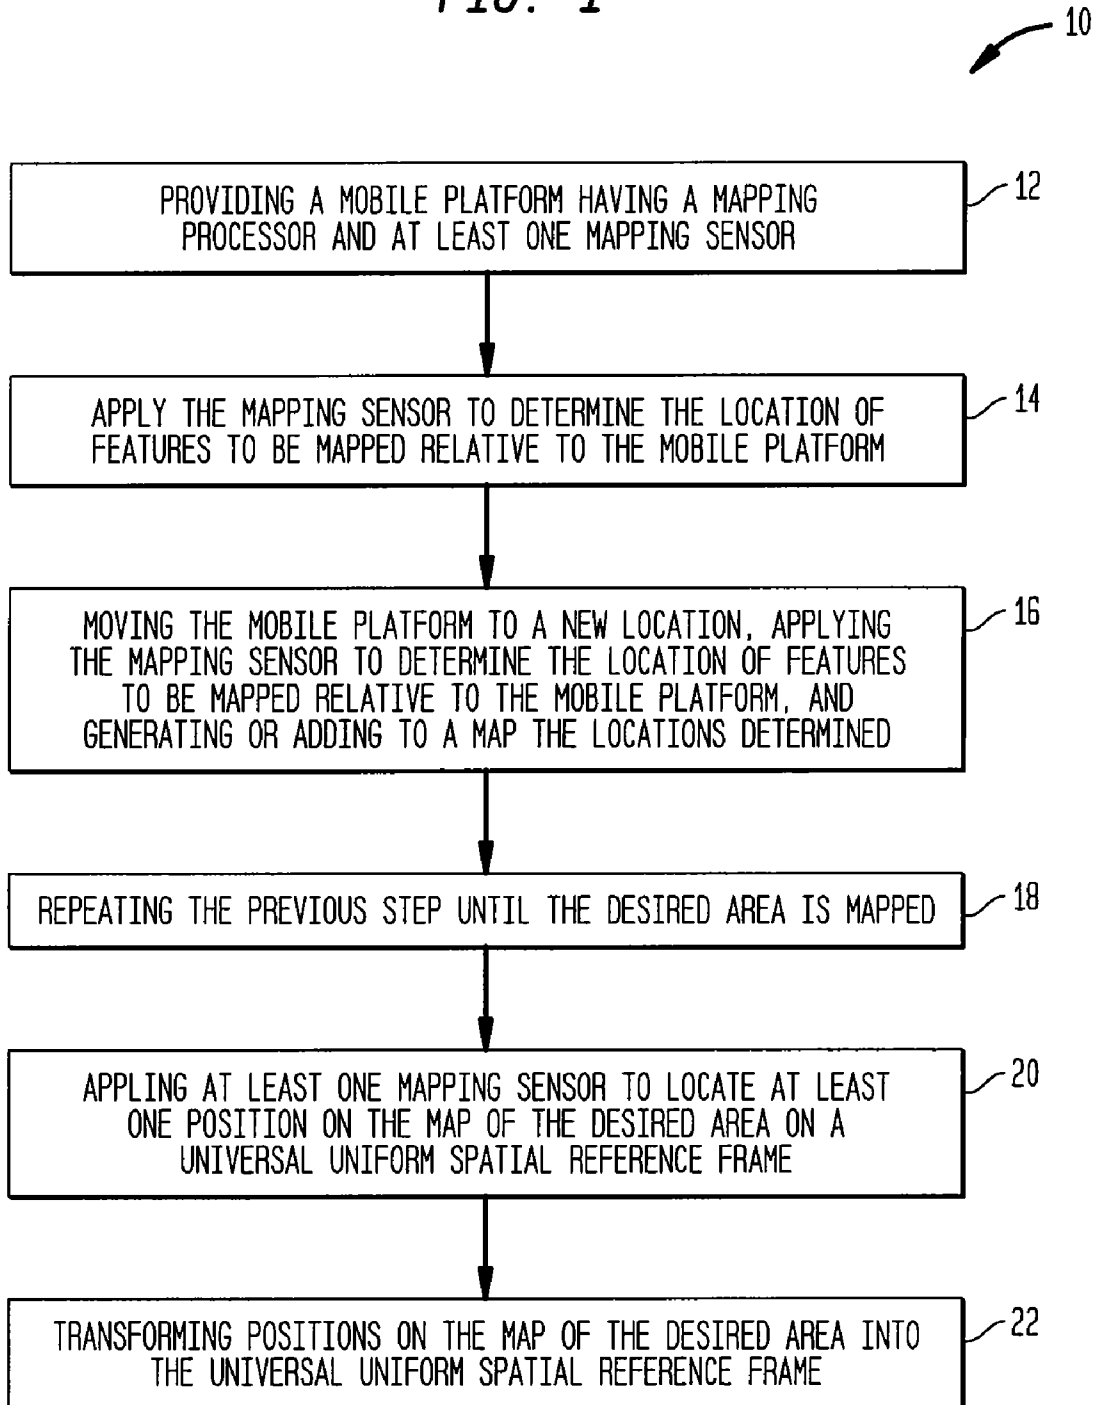 FIG. 1
10
PROVIDING A MOBILE PLATFORM HAVING A MAPPING
PROCESSOR AND AT LEAST ONE MAPPING SENSOR
12
APPLY THE MAPPING SENSOR TO DETERMINE THE LOCATION OF
FEATURES TO BE MAPPED RELATIVE TO THE MOBILE PLATFORM
14
MOVING THE MOBILE PLATFORM TO A NEW LOCATION, APPLYING
THE MAPPING SENSOR TO DETERMINE THE LOCATION OF FEATURES
TO BE MAPPED RELATIVE TO THE MOBILE PLATFORM, AND
GENERATING OR ADDING TO A MAP THE LOCATIONS DETERMINED
16
REPEATING THE PREVIOUS STEP UNTIL THE DESIRED AREA IS MAPPED
18
APPLING AT LEAST ONE MAPPING SENSOR TO LOCATE AT LEAST
ONE POSITION ON THE MAP OF THE DESIRED AREA ON A
UNIVERSAL UNIFORM SPATIAL REFERENCE FRAME
20
TRANSFORMING POSITIONS ON THE MAP OF THE DESIRED AREA INTO
THE UNIVERSAL UNIFORM SPATIAL REFERENCE FRAME
22